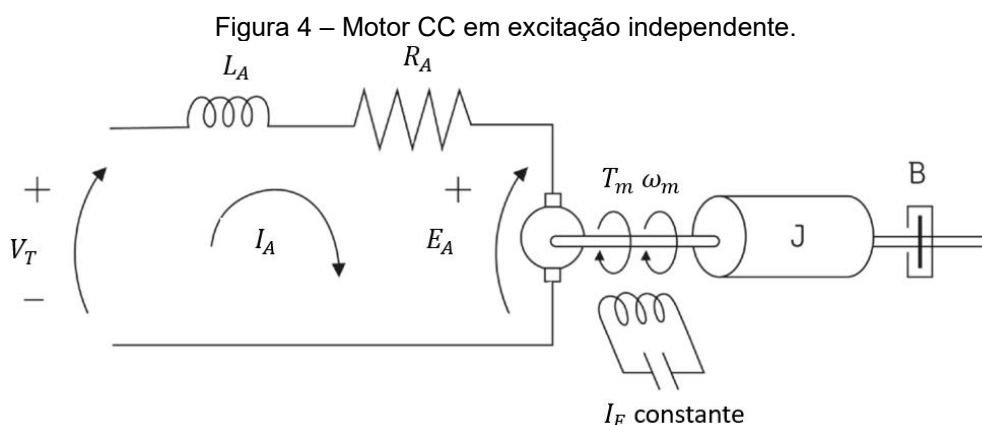 Figura 4 – Motor CC em excitação independente.
L_A
R_A
+
V_T
–
I_A
+
E_A
T_m ω_m
J
B
I_F constante